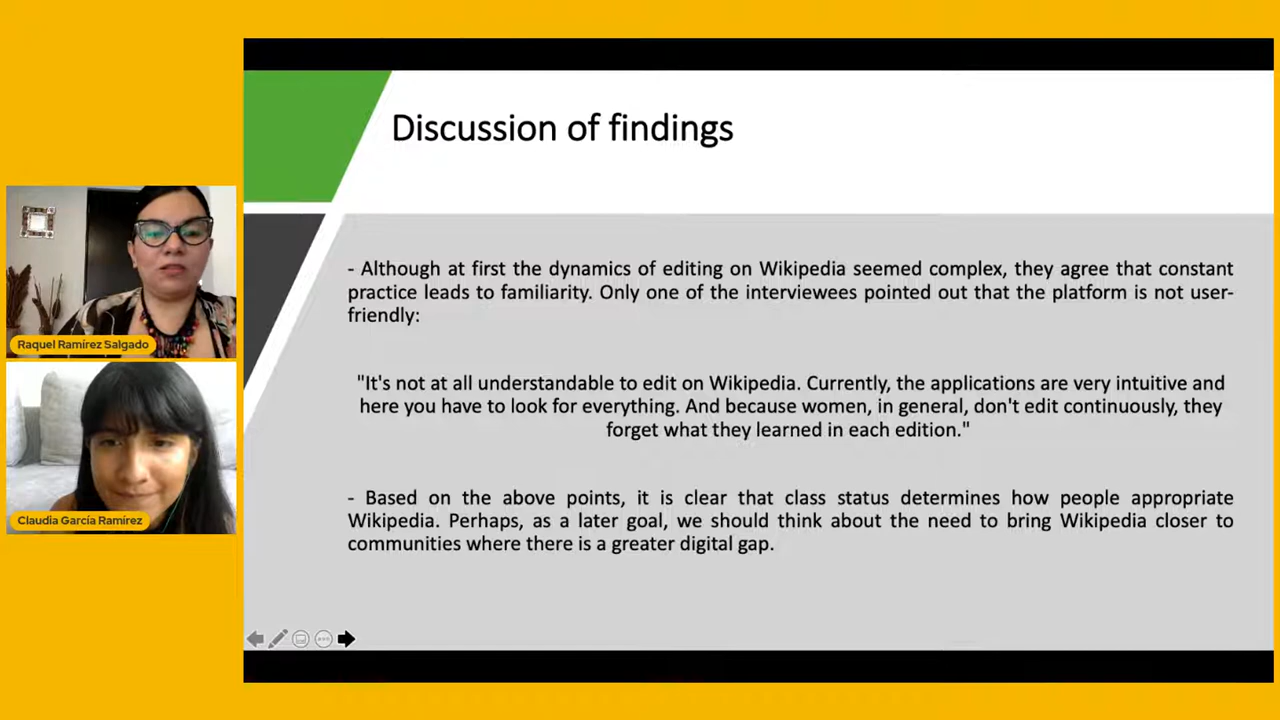 Discussion of findings
- Although at first the dynamics of editing on Wikipedia seemed complex, they agree that constant
practice leads to familiarity. Only one of the interviewees pointed out that the platform is not user-
friendly:
"It's not at all understandable to edit on Wikipedia. Currently, the applications are very intuitive and
here you have to look for everything. And because women, in general, don't edit continuously, they
forget what they learned in each edition."
- Based on the above points, it is clear that class status determines how people appropriate
Wikipedia. Perhaps, as a later goal, we should think about the need to bring Wikipedia closer to
communities where there is a greater digital gap.
Raquel Ramírez Salgado
Claudia García Ramírez